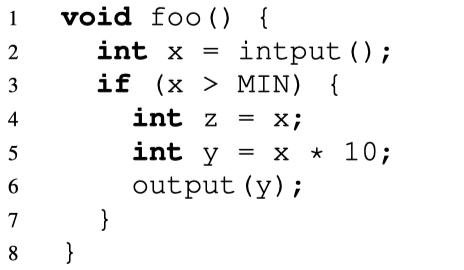 1 void foo() {
2 int x = intput();
3 if (x > MIN) {
4 int z = x;
5 int y = x * 10;
6 output(y);
7 }
8 }